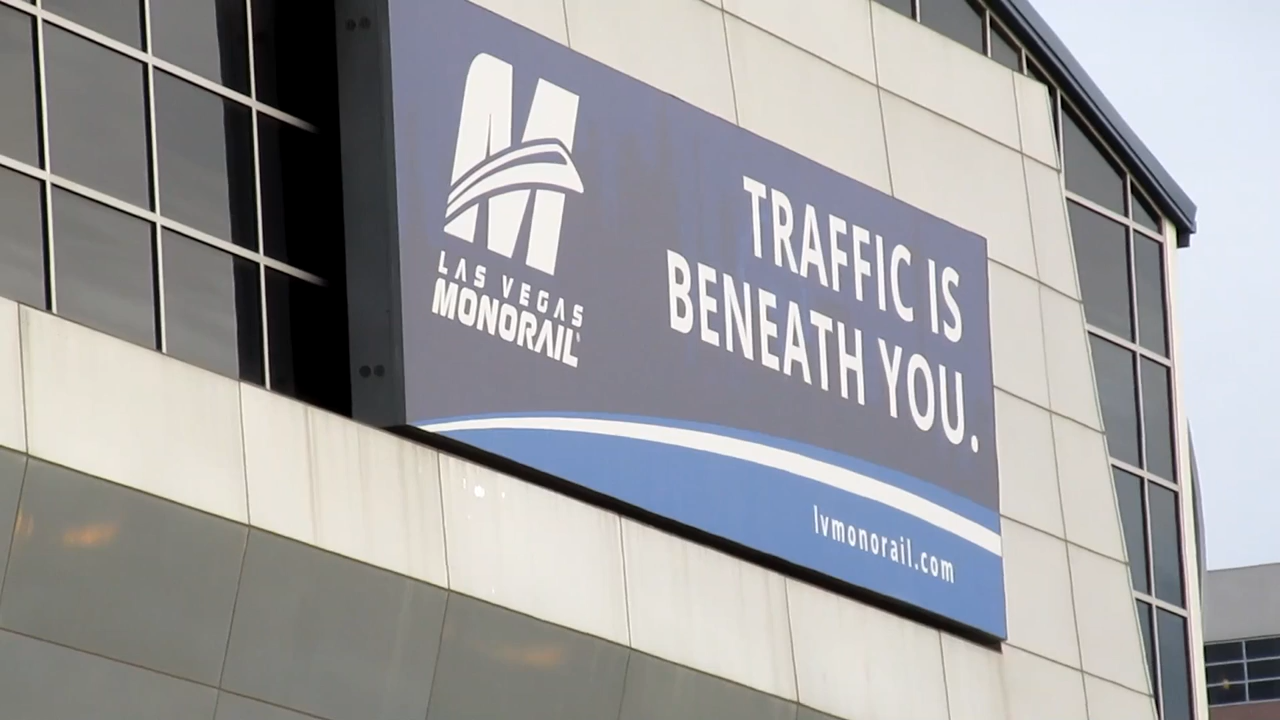 M
LAS VEGAS
MONORAIL
TRAFFIC IS
BENEATH YOU.
lvmonorail.com